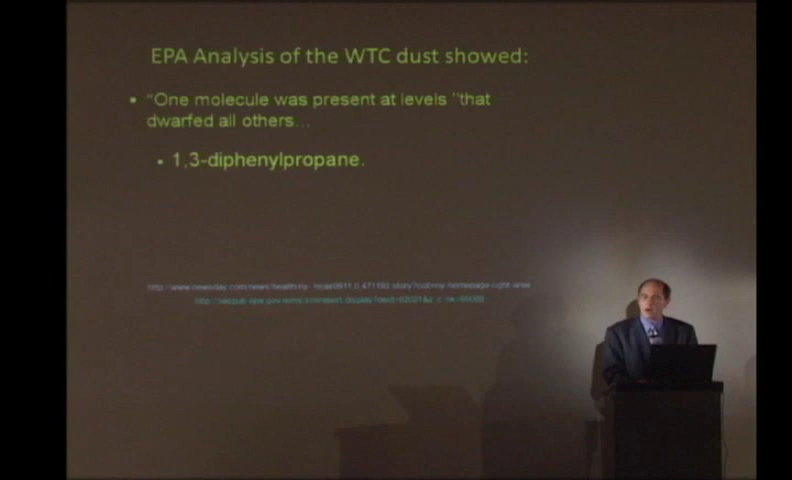 EPA Analysis of the WTC dust showed:
• "One molecule was present at levels "that
dwarfed all others...
• 1,3-diphenylpropane.